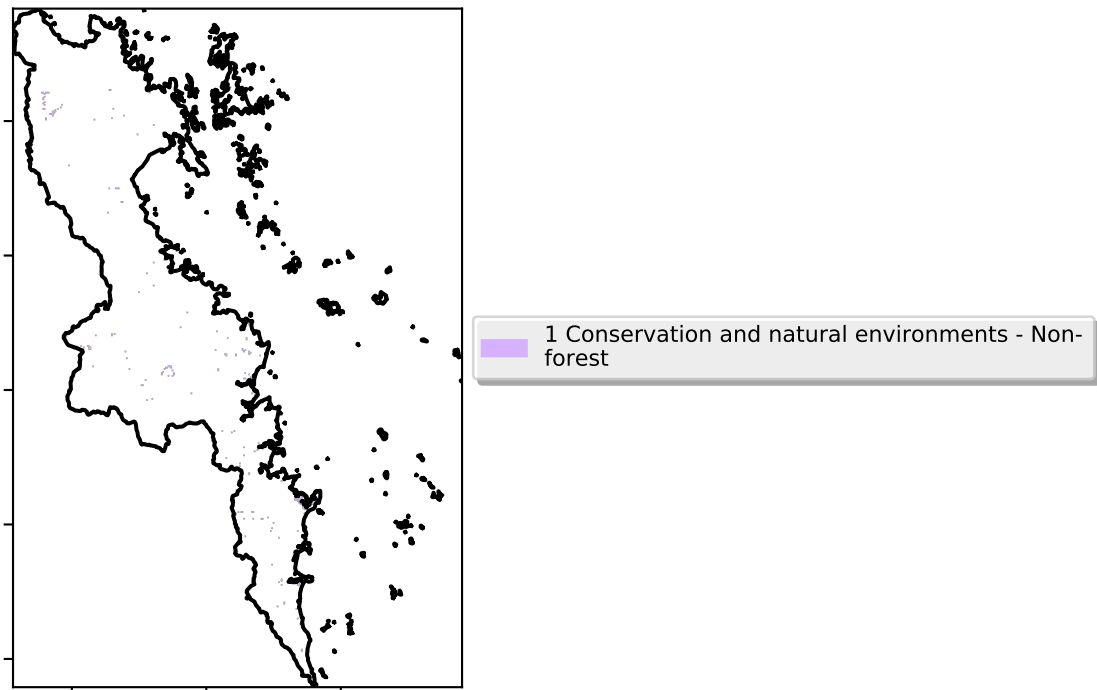 1 Conservation and natural environments - Non-
forest